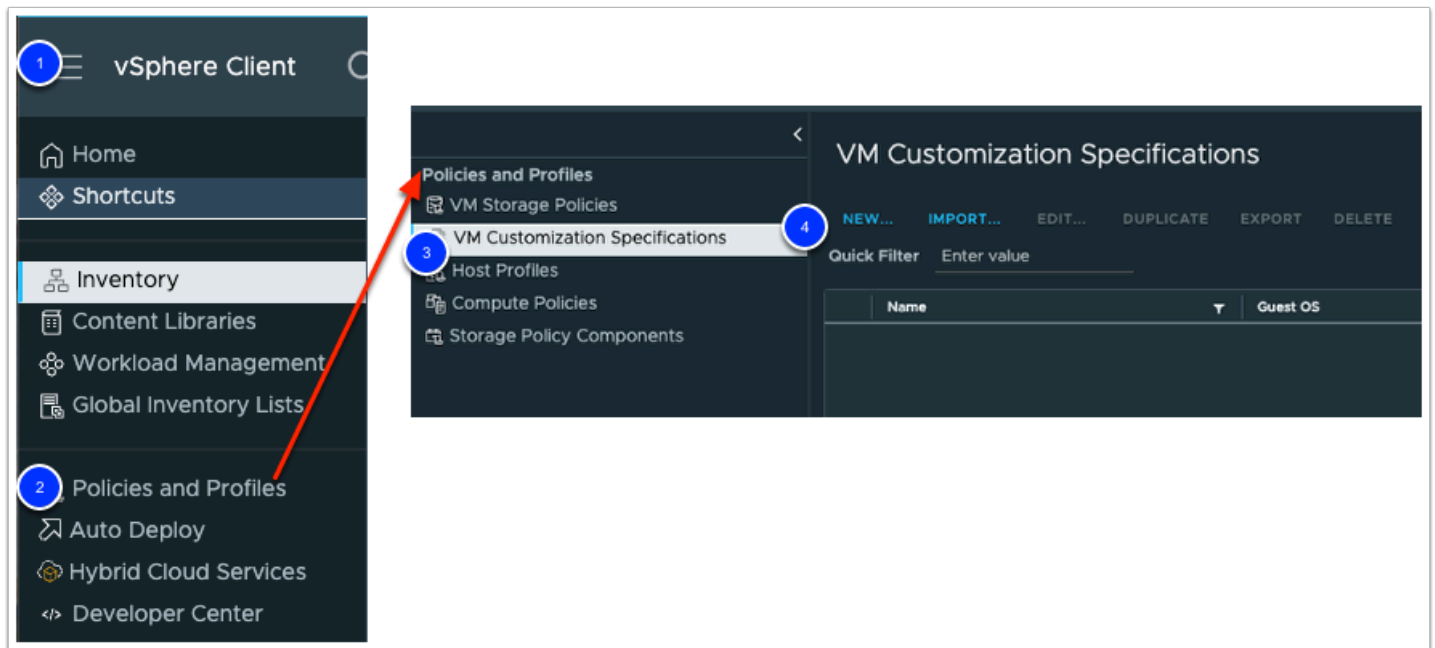 1
vSphere Client
Home
Shortcuts
Inventory
Content Libraries
Workload Management
Global Inventory Lists
2
Policies and Profiles
Auto Deploy
Hybrid Cloud Services
Developer Center
Policies and Profiles
VM Storage Policies
VM Customization Specifications
3
Host Profiles
Compute Policies
Storage Policy Components
VM Customization Specifications
4
NEW... IMPORT... EDIT... DUPLICATE EXPORT DELETE
Quick Filter Enter value
Name Guest OS